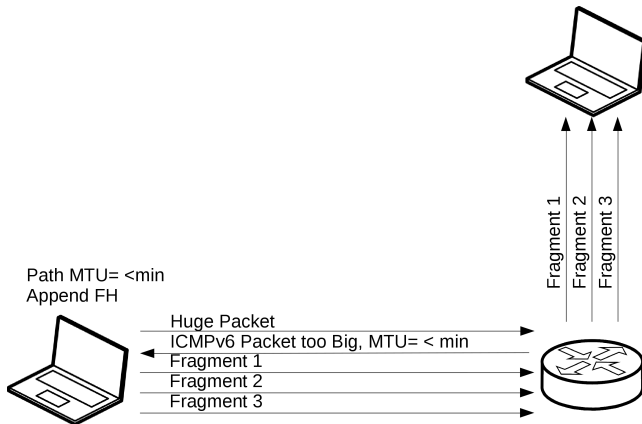 Fragment 1
Fragment 2
Fragment 3
Path MTU= <min
Append FH
Huge Packet
ICMPv6 Packet too Big, MTU= < min
Fragment 1
Fragment 2
Fragment 3